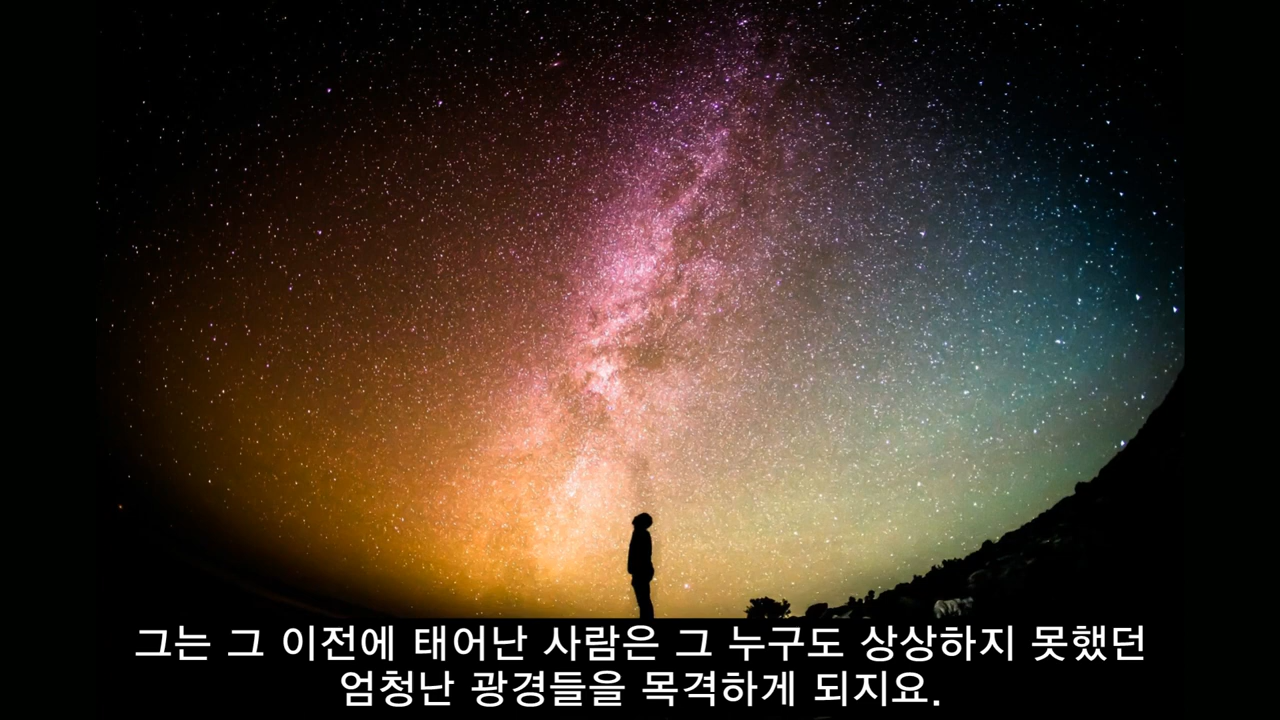 그는 그 이전에 태어난 사람은 그 누구도 상상하지 못했던
엄청난 광경들을 목격하게 되지요.